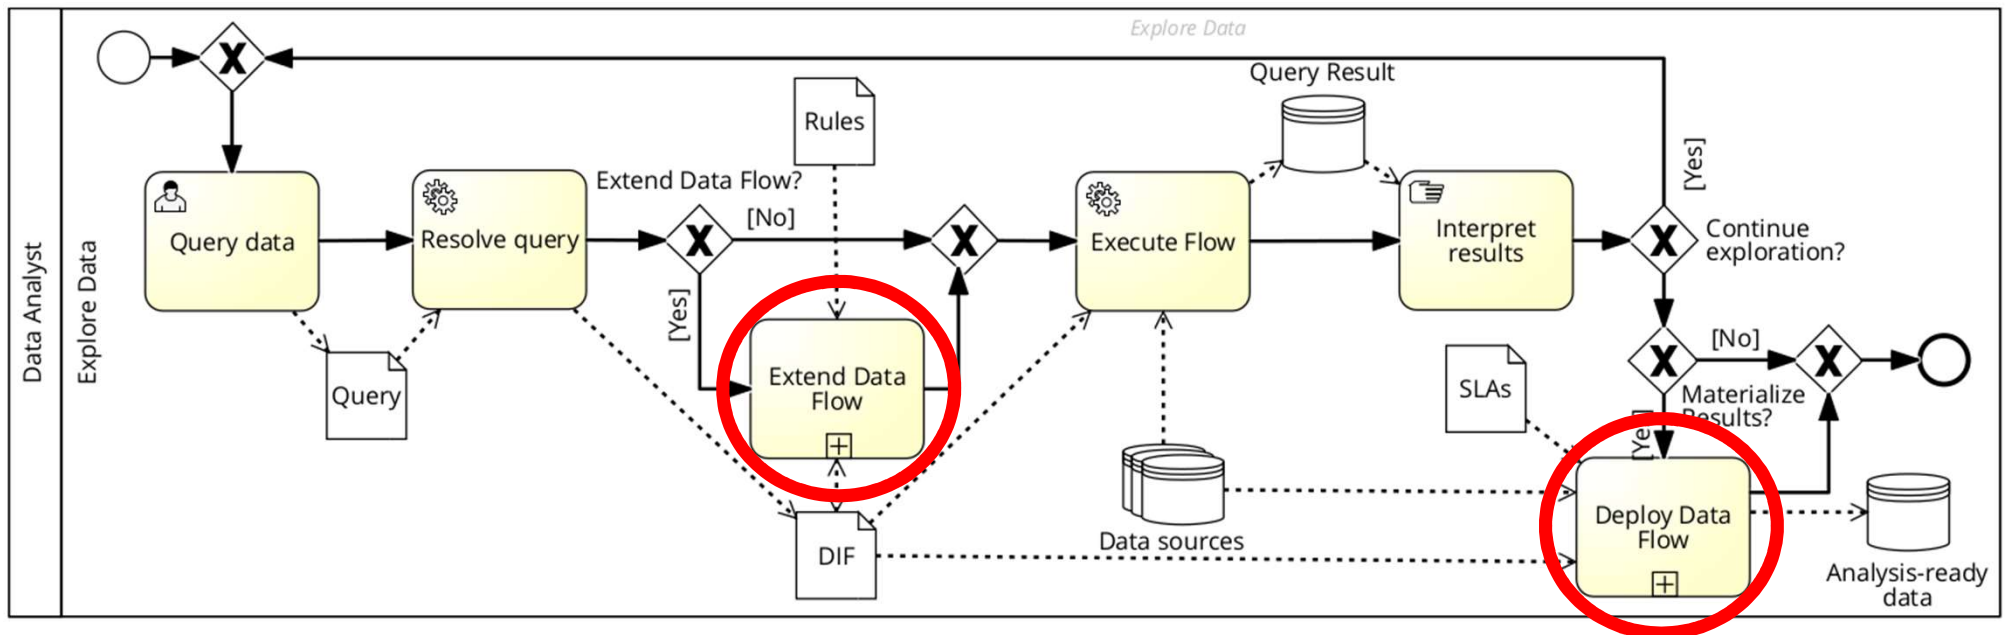 Explore Data
Data Analyst
Explore Data
Query Result
Rules
[Yes]
Extend Data Flow?
[No]
Query data
Resolve query
Execute Flow
Interpret
results
Continue
exploration?
[Yes]
Extend Data
Flow
Query
[No]
SLAs
Materialize
Results?
[Ye
DIF
Data sources
Deploy Data
Flow
Analysis-ready
data